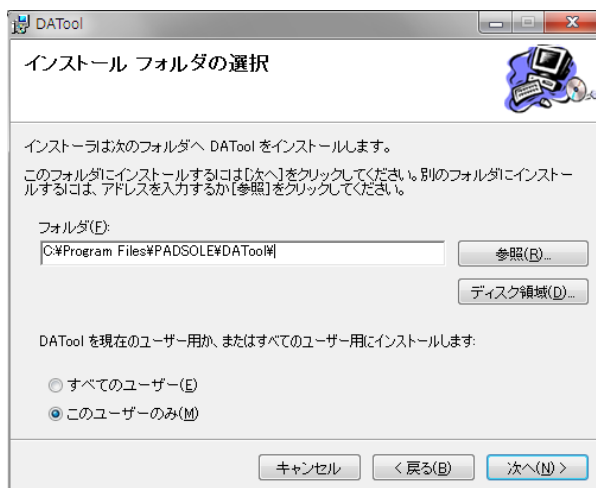 DATool
インストール フォルダの選択
インストーラは次のフォルダへ DATool をインストールします。
このフォルダにインストールするには[次へ]をクリックしてください。別のフォルダにインストー
ルするには、アドレスを入力するか[参照]をクリックしてください。
フォルダ(F):
C:¥Program Files¥PADSOLE¥DATool¥
参照(R)...
ディスク領域(D)...
DATool を現在のユーザー用か、またはすべてのユーザー用にインストールします:
すべてのユーザー(E)
このユーザーのみ(M)
キャンセル
< 戻る(B)
次へ(N) >